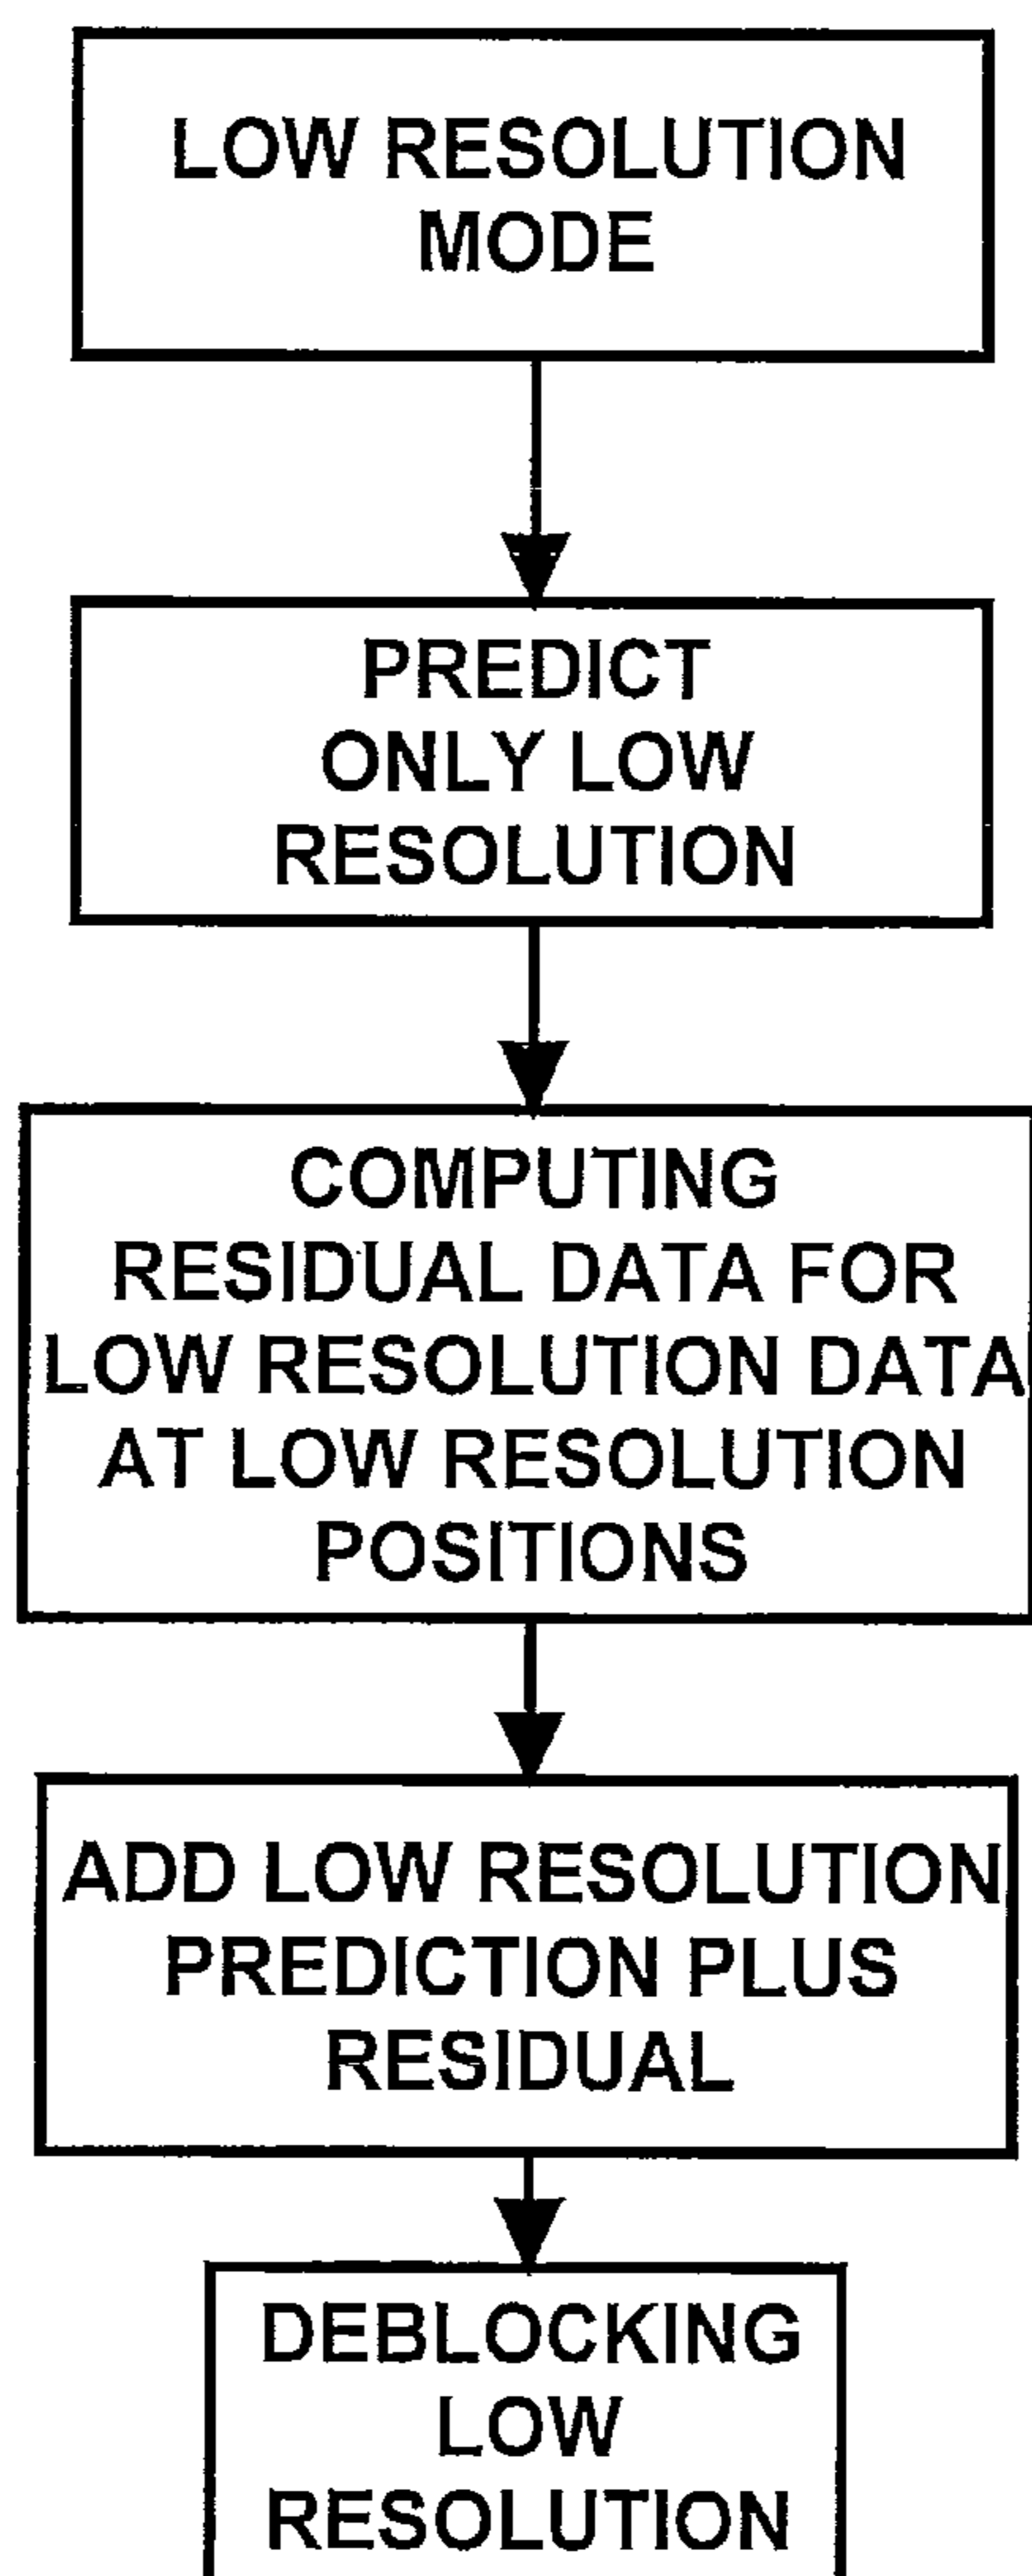 LOW RESOLUTION
MODE
PREDICT
ONLY LOW
RESOLUTION
COMPUTING
RESIDUAL DATA FOR
LOW RESOLUTION DATA
AT LOW RESOLUTION
POSITIONS
ADD LOW RESOLUTION
PREDICTION PLUS
RESIDUAL
DEBLOCKING
LOW
RESOLUTION